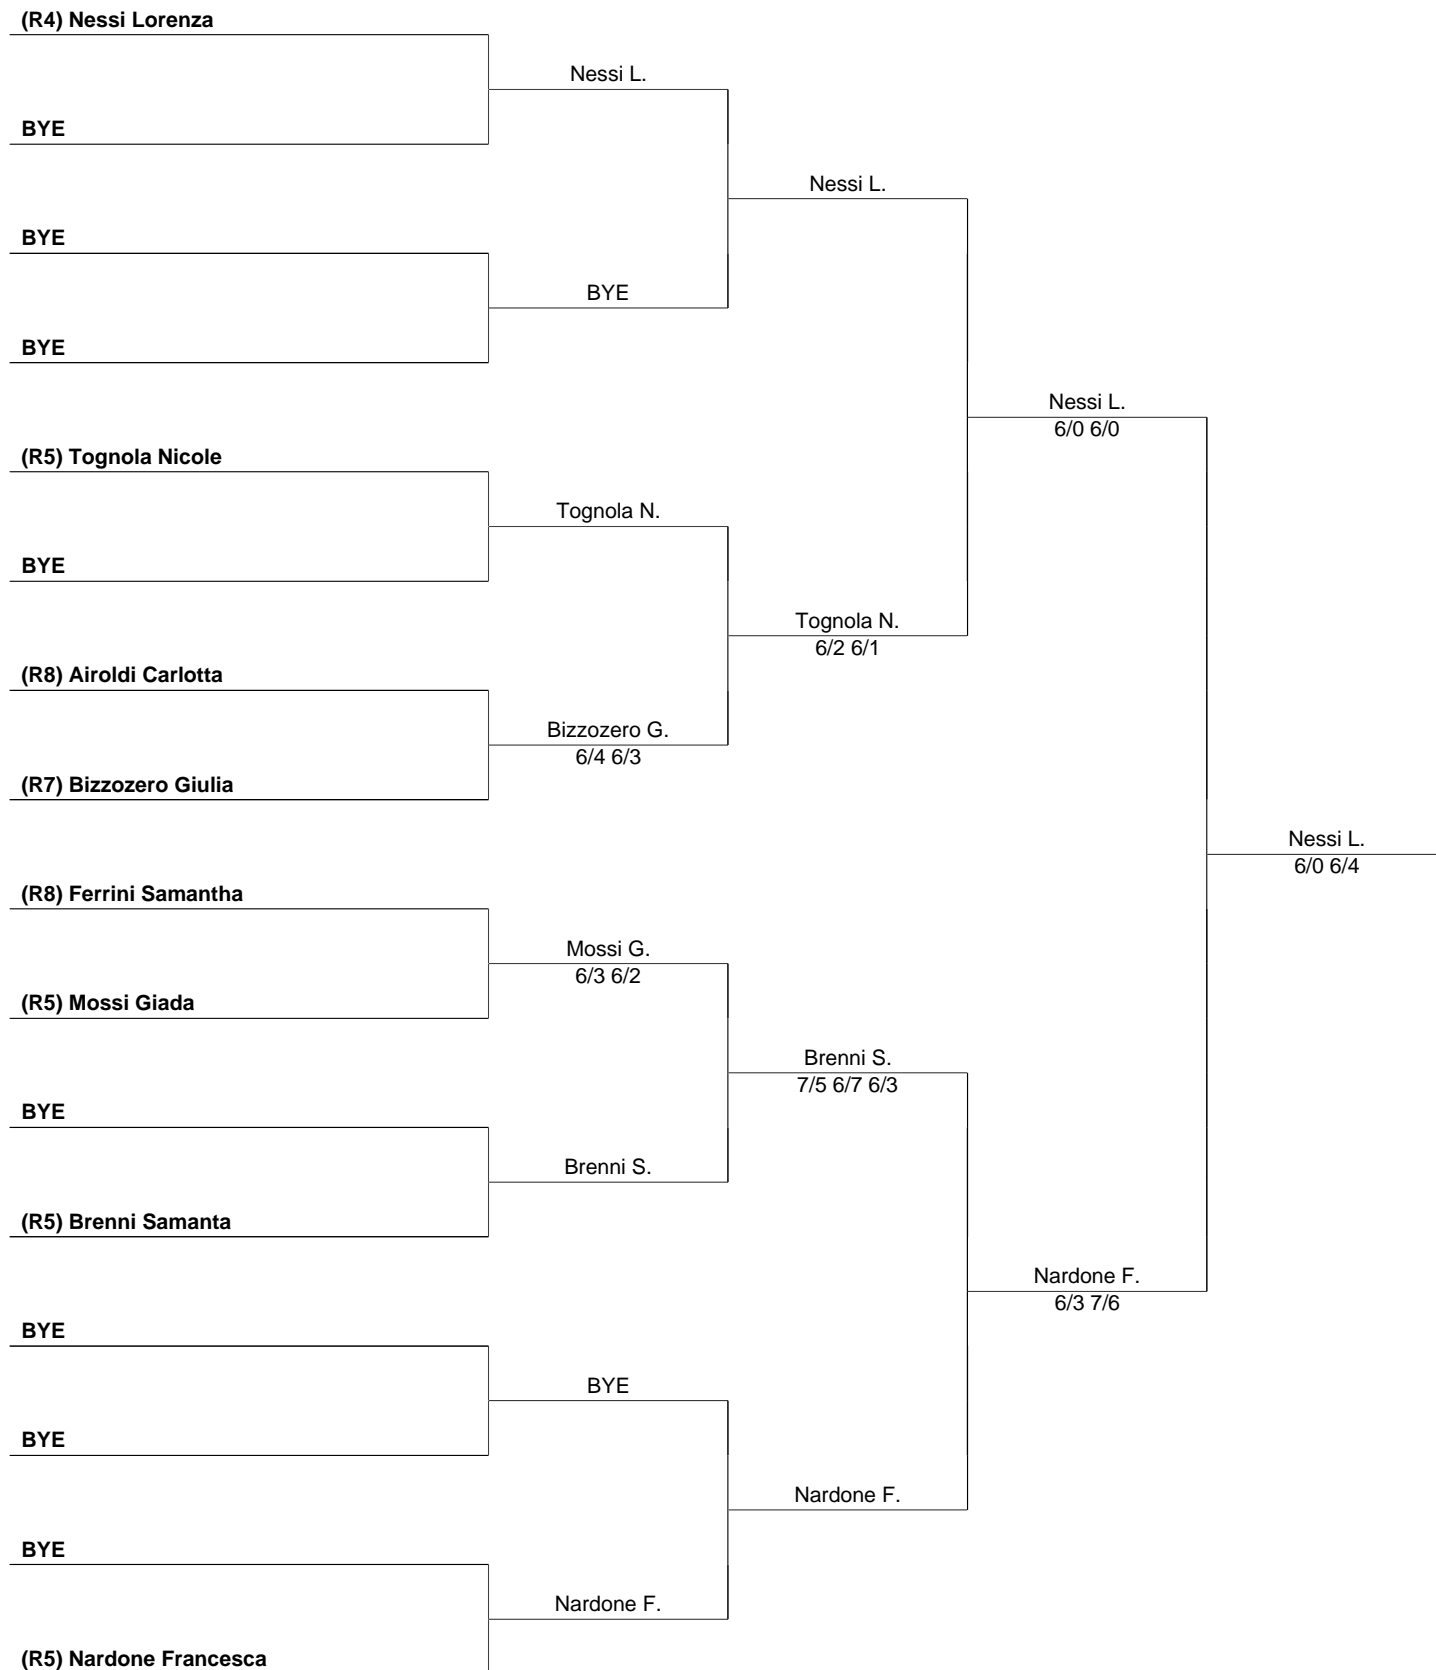 (R4) Nessi Lorenza
Nessi L.
BYE
Nessi L.
BYE
BYE
BYE
Nessi L.
6/0 6/0
(R5) Tognola Nicole
Tognola N.
BYE
Tognola N.
6/2 6/1
(R8) Airoldi Carlotta
Bizzozero G.
6/4 6/3
(R7) Bizzozero Giulia
Nessi L.
6/0 6/4
(R8) Ferrini Samantha
Mossi G.
6/3 6/2
(R5) Mossi Giada
Brenni S.
7/5 6/7 6/3
BYE
Brenni S.
(R5) Brenni Samanta
Nardone F.
6/3 7/6
BYE
BYE
BYE
Nardone F.
BYE
Nardone F.
(R5) Nardone Francesca